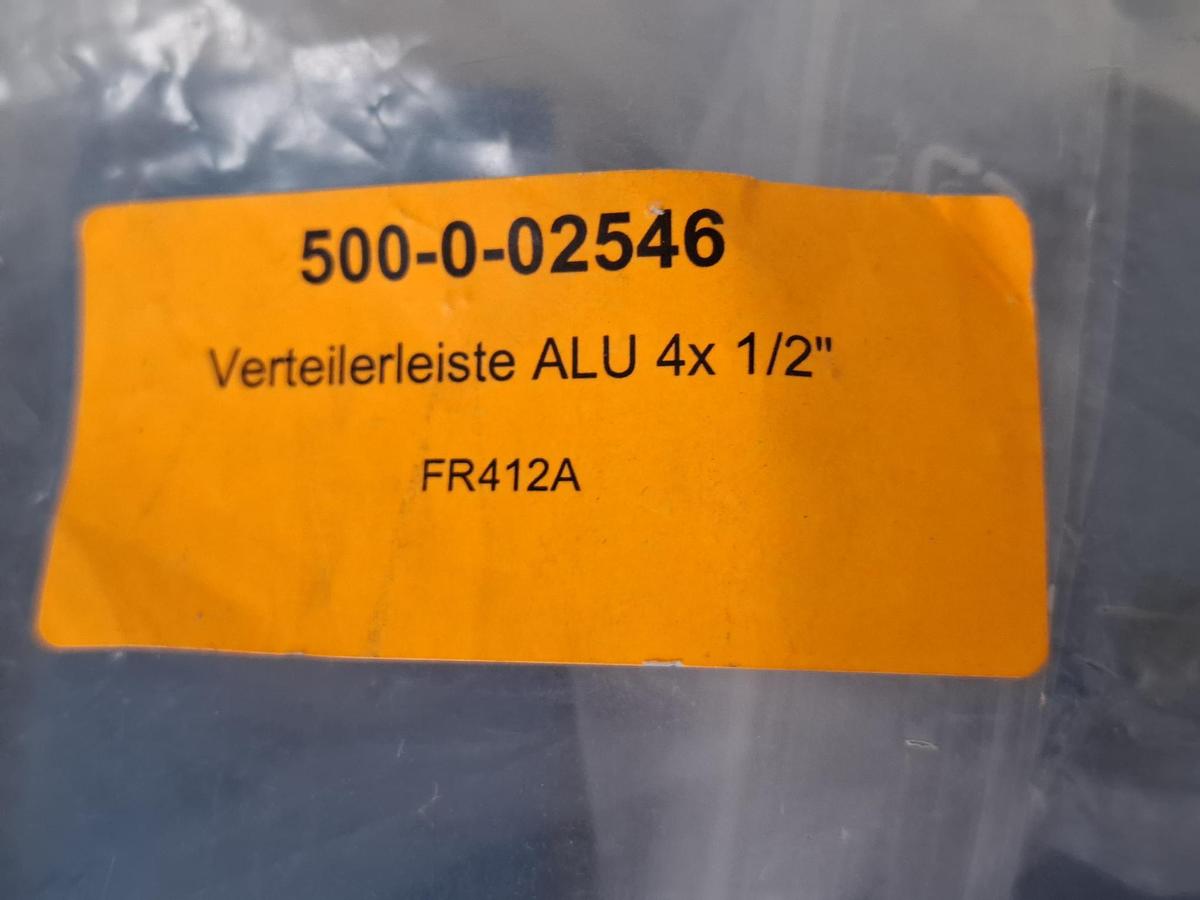 500-0-02546
Verteilerleiste ALU 4x 1/2"
FR412A